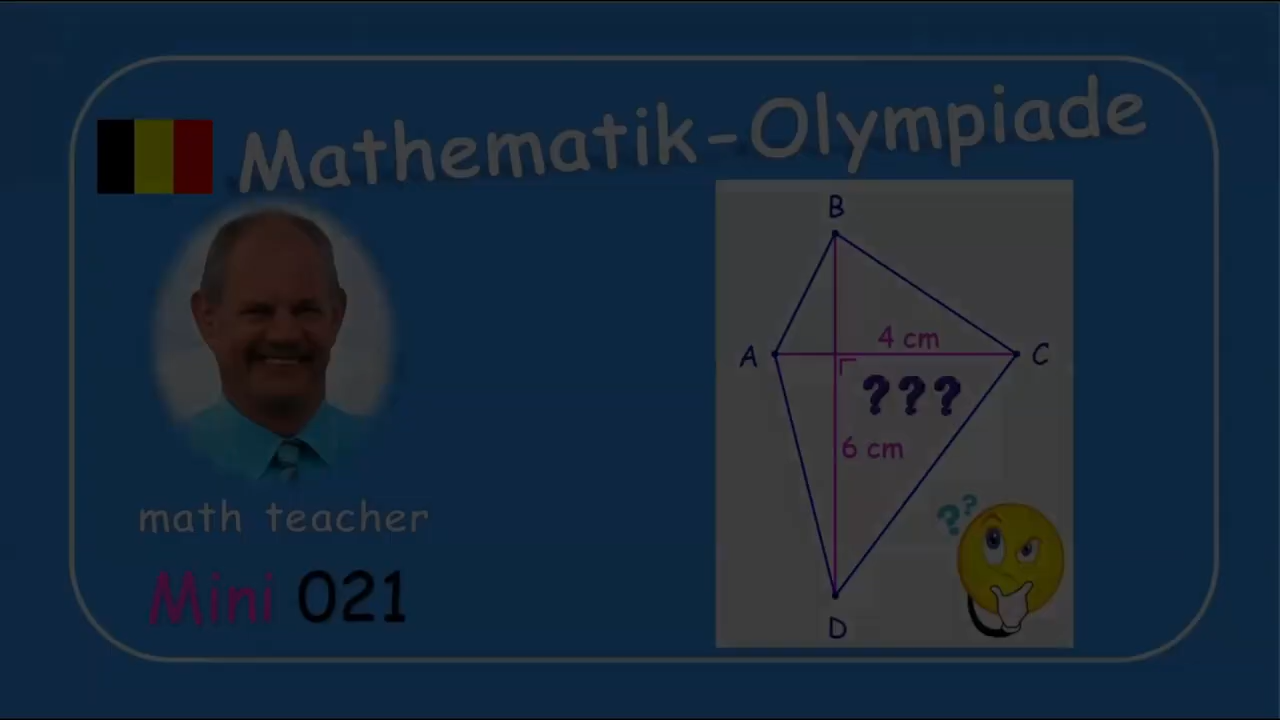 Mathematik-Olympiade
B
4 cm
A
C
???
6 cm
??
math teacher
Mini 021
D